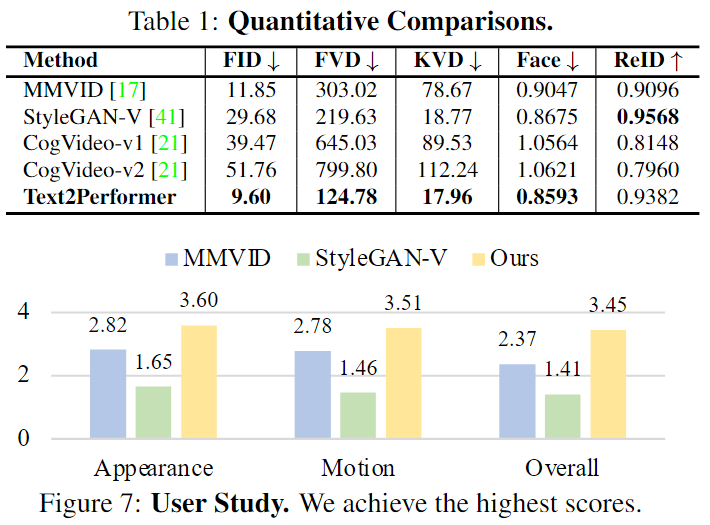 Table 1: Quantitative Comparisons.
Method FID ↓ FVD ↓ KVD ↓ Face ↓ ReID ↑
MMVID [17] 11.85 303.02 78.67 0.9047 0.9096
StyleGAN-V [41] 29.68 219.63 18.77 0.8675 0.9568
CogVideo-v1 [21] 39.47 645.03 89.53 1.0564 0.8148
CogVideo-v2 [21] 51.76 799.80 112.24 1.0621 0.7960
Text2Performer 9.60 124.78 17.96 0.8593 0.9382
MMVID StyleGAN-V Ours
4
2
0
2.82 1.65 3.60
2.78 1.46 3.51
2.37 1.41 3.45
Appearance Motion Overall
Figure 7: User Study. We achieve the highest scores.